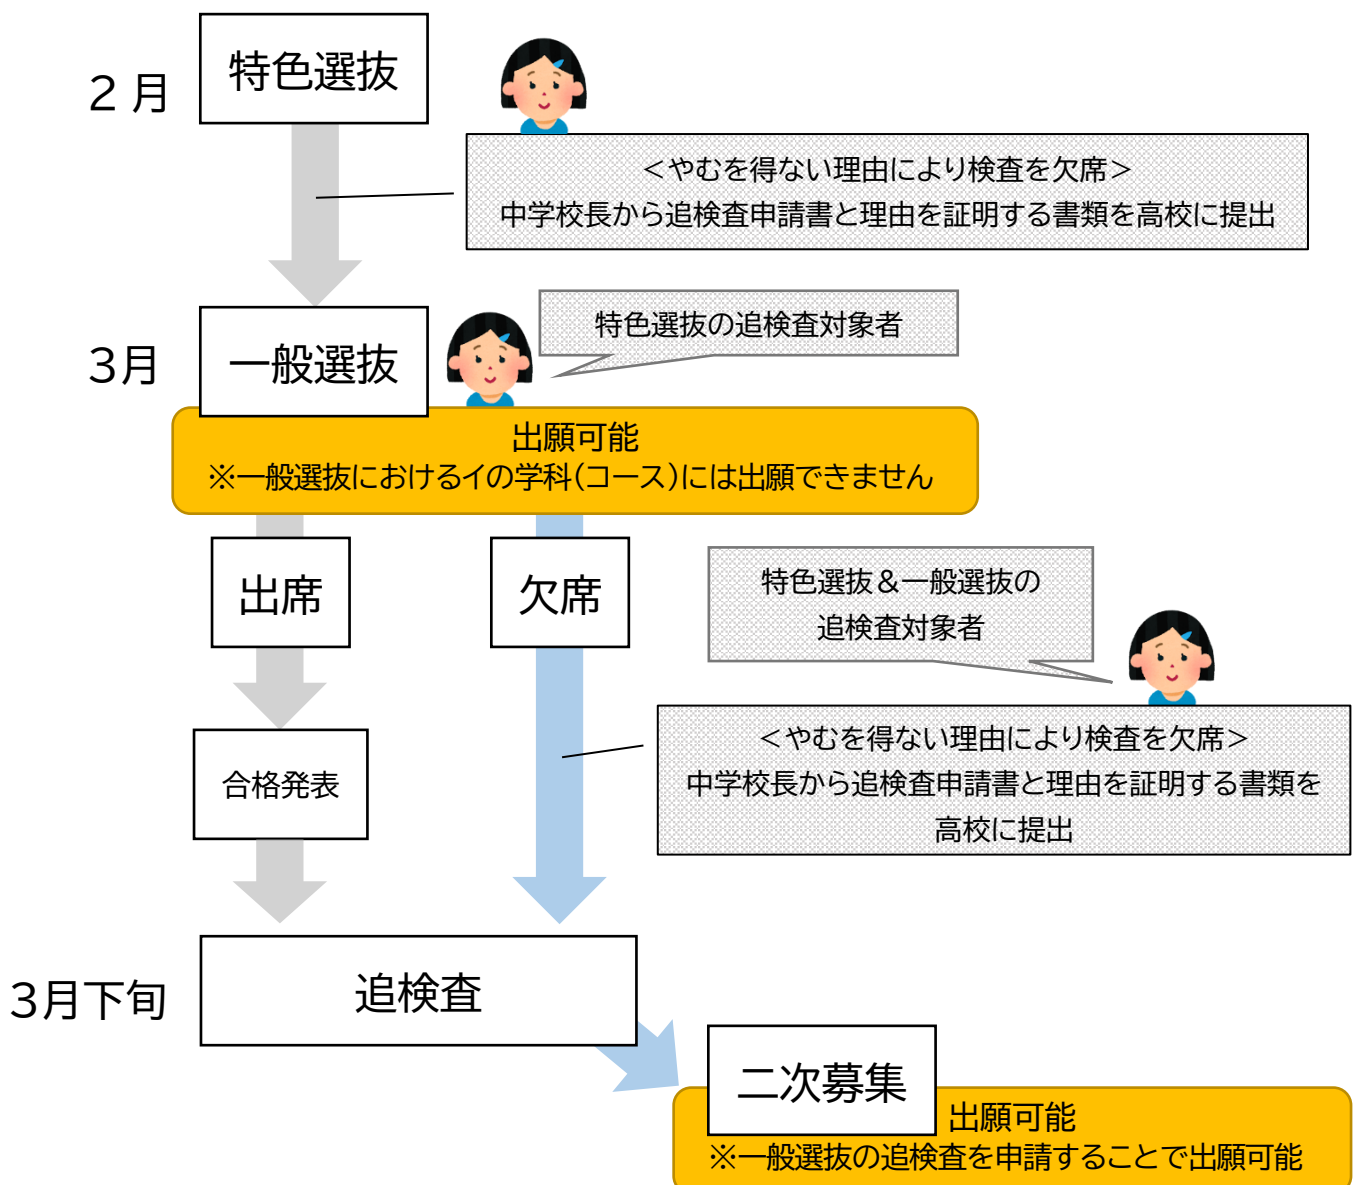 2月
特色選抜
＜やむを得ない理由により検査を欠席＞
中学校長から追検査申請書と理由を証明する書類を高校に提出
3月
一般選抜
特色選抜の追検査対象者
出願可能
※一般選抜におけるイの学科（コース）には出願できません
出席
欠席
特色選抜＆一般選抜の
追検査対象者
合格発表
＜やむを得ない理由により検査を欠席＞
中学校長から追検査申請書と理由を証明する書類を
高校に提出
3月下旬
追検査
二次募集
出願可能
※一般選抜の追検査を申請することで出願可能